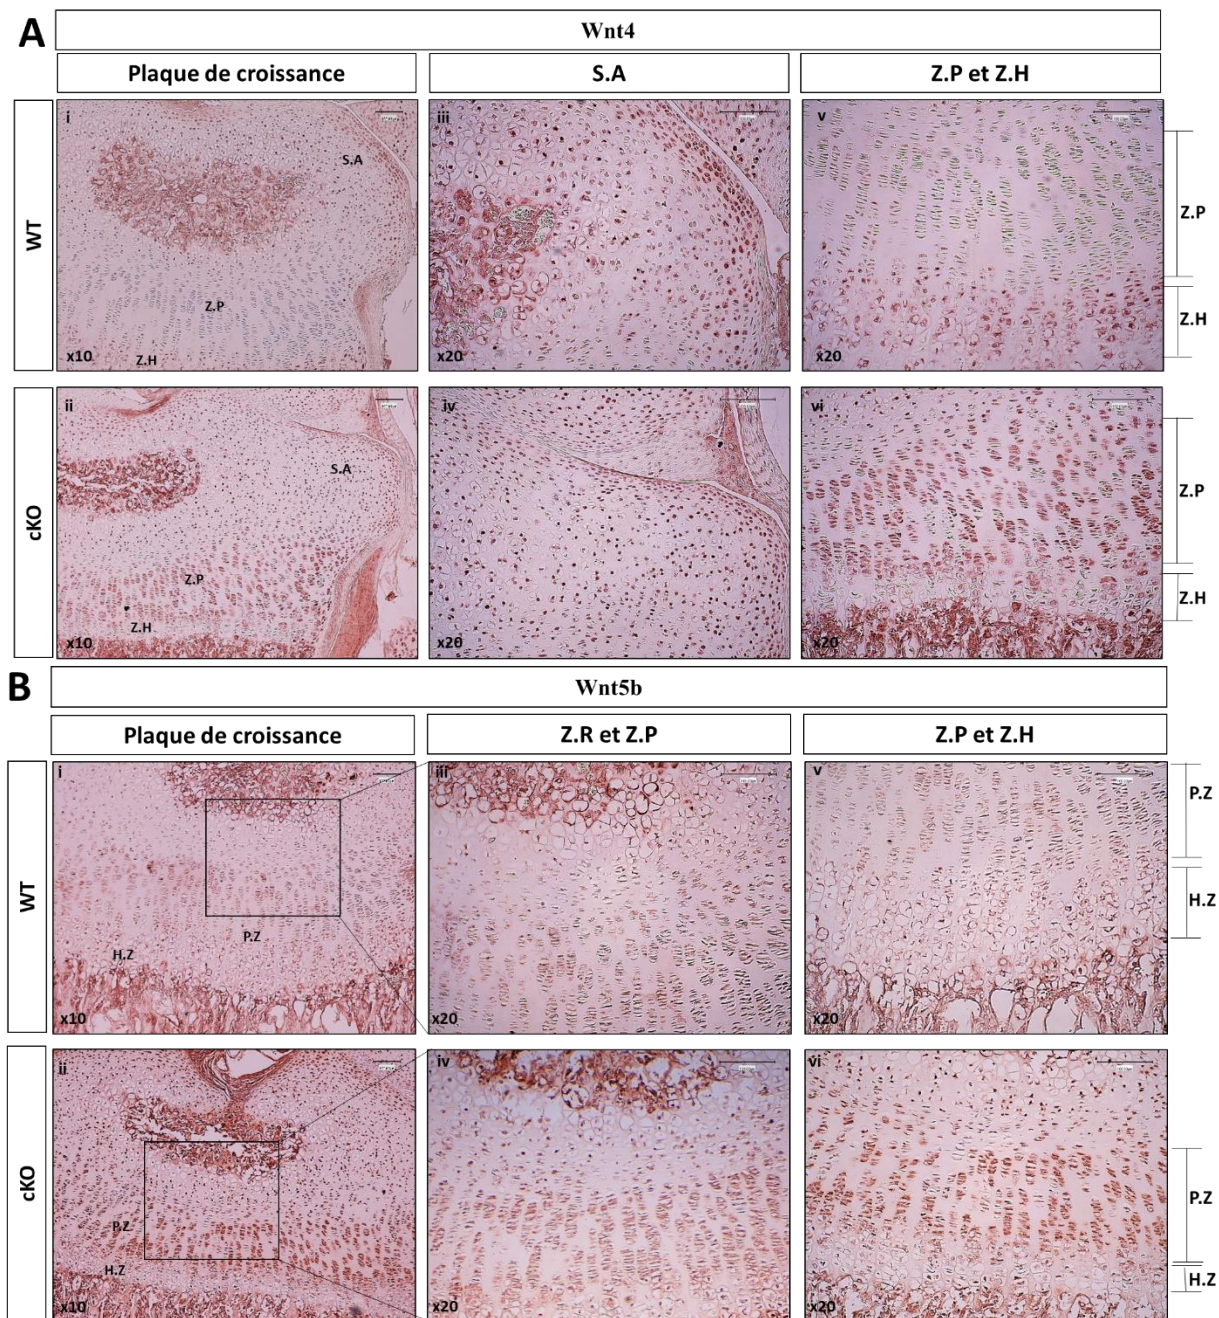 A
Wnt4
Plaque de croissance
S.A
Z.P et Z.H
WT
i
S.A
Z.P
Z.H
x10
iii
x20
v
x20
Z.P
Z.H
cKO
ii
S.A
Z.P
Z.H
x10
iv
x20
vi
x20
Z.P
Z.H
B
Wnt5b
Plaque de croissance
Z.R et Z.P
Z.P et Z.H
WT
i
P.Z
H.Z
x10
iii
x20
v
x20
P.Z
H.Z
cKO
ii
P.Z
H.Z
x10
iv
x20
vi
x20
P.Z
H.Z